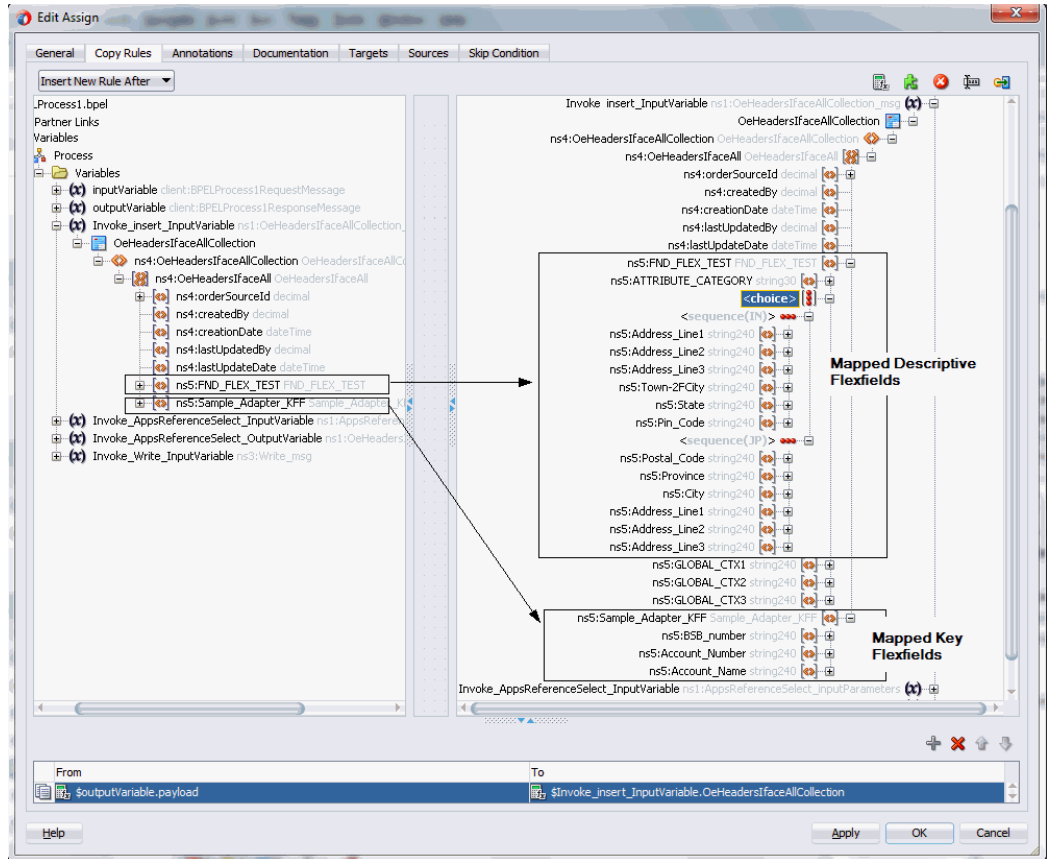 Edit Assign
General Copy Rules Annotations Documentation Targets Sources Skip Condition
Insert New Rule After
Process1.bpel
Partner Links
Variables
Process
Variables
inputVariable client:BPELProcess1RequestMessage
outputVariable client:BPELProcess1ResponseMessage
Invoke_insert_InputVariable ns1:OeHeadersIfaceAllCollection_
OeHeadersIfaceAllCollection
ns4:OeHeadersIfaceAllCollection OeHeadersIfaceAllCo
ns4:OeHeadersIfaceAll OeHeadersIfaceAll
ns4:orderSourceId decimal
ns4:createdBy decimal
ns4:creationDate dateTime
ns4:lastUpdatedBy decimal
ns4:lastUpdateDate dateTime
ns5:FND_FLEX_TEST FND_FLEX_TEST
ns5:Sample_Adapter_KFF Sample_Adapter_K
Invoke_AppsReferenceSelect_InputVariable ns1:AppsReferen
Invoke_AppsReferenceSelect_OutputVariable ns1:OeHeaders
Invoke_Write_InputVariable ns3:Write_msg
Invoke insert_InputVariable ns1:OeHeadersIfaceAllCollection_msg
OeHeadersIfaceAllCollection
ns4:OeHeadersIfaceAllCollection OeHeadersIfaceAllCollection
ns4:OeHeadersIfaceAll OeHeadersIfaceAll
ns4:orderSourceId decimal
ns4:createdBy decimal
ns4:creationDate dateTime
ns4:lastUpdatedBy decimal
ns4:lastUpdateDate dateTime
ns5:FND_FLEX_TEST FND_FLEX_TEST
ns5:ATTRIBUTE_CATEGORY string30
<choice>
<sequence(IN)>
ns5:Address_Line1 string240
ns5:Address_Line2 string240
ns5:Address_Line3 string240
ns5:Town-2FCity string240
ns5:State string240
ns5:Pin_Code string240
<sequence(JP)>
ns5:Postal_Code string240
ns5:Province string240
ns5:City string240
ns5:Address_Line1 string240
ns5:Address_Line2 string240
ns5:Address_Line3 string240
Mapped Descriptive
Flexfields
ns5:GLOBAL_CTX1 string240
ns5:GLOBAL_CTX2 string240
ns5:GLOBAL_CTX3 string240
ns5:Sample_Adapter_KFF Sample_Adapter_KFF
ns5:BSB_number string240
ns5:Account_Number string240
ns5:Account_Name string240
Mapped Key
Flexfields
Invoke_AppsReferenceSelect_InputVariable ns1:AppsReferenceSelect_InputParameters
From To
$outputVariable.payload $Invoke_insert_InputVariable.OeHeadersIfaceAllCollection
Help Apply OK Cancel